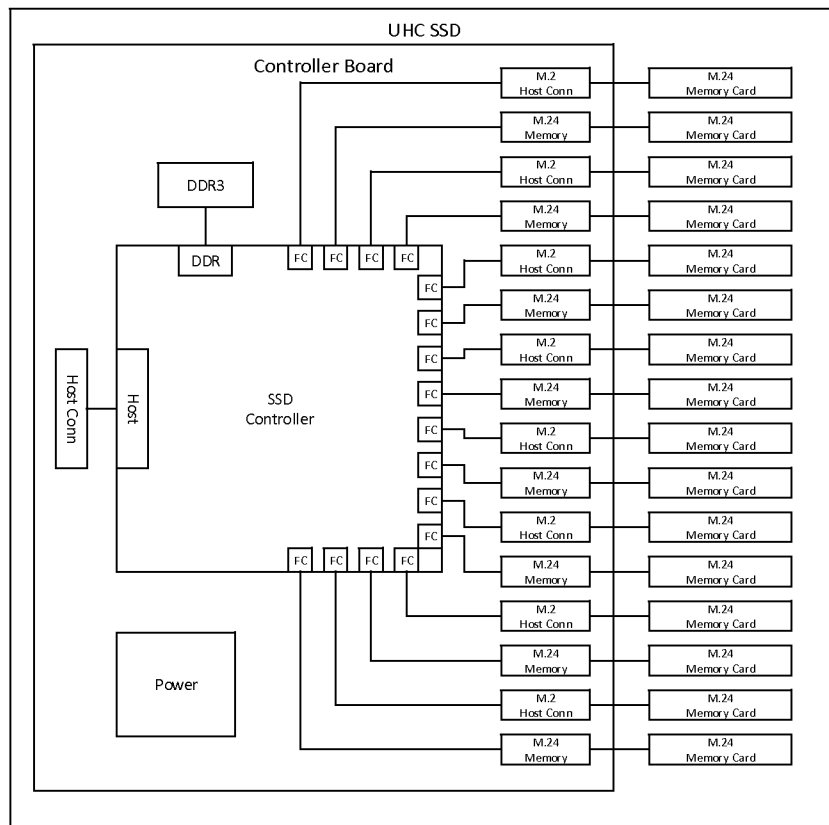 UHC SSD
Controller Board
M.2
Host Conn
M.24
Memory Card
M.24
Memory
M.24
Memory Card
M.2
Host Conn
M.24
Memory Card
M.24
Memory
M.24
Memory Card
DDR3
DDR
FC FC FC FC
M.2
Host Conn
M.24
Memory Card
FC
M.24
Memory
M.24
Memory Card
FC
M.2
Host Conn
M.24
Memory Card
FC
M.24
Memory
M.24
Memory Card
FC
M.2
Host Conn
M.24
Memory Card
FC
M.24
Memory
M.24
Memory Card
FC
M.2
Host Conn
M.24
Memory Card
FC
M.24
Memory
M.24
Memory Card
FC
Host Conn
Host
SSD
Controller
FC FC FC FC
M.2
Host Conn
M.24
Memory Card
M.24
Memory
M.24
Memory Card
M.2
Host Conn
M.24
Memory Card
M.24
Memory
M.24
Memory Card
Power